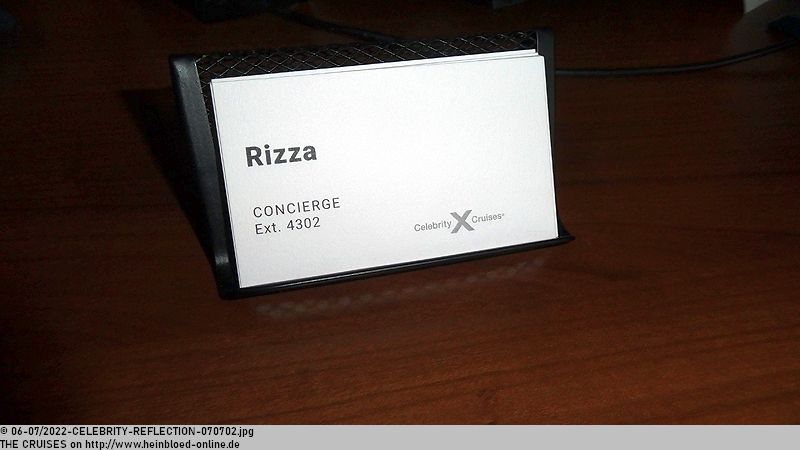 Rizza
CONCIERGE
Ext. 4302
Celebrity X Cruises®
© 06-07/2022-CELEBRITY-REFLECTION-070702.jpg
THE CRUISES on http://www.heinbloed-online.de